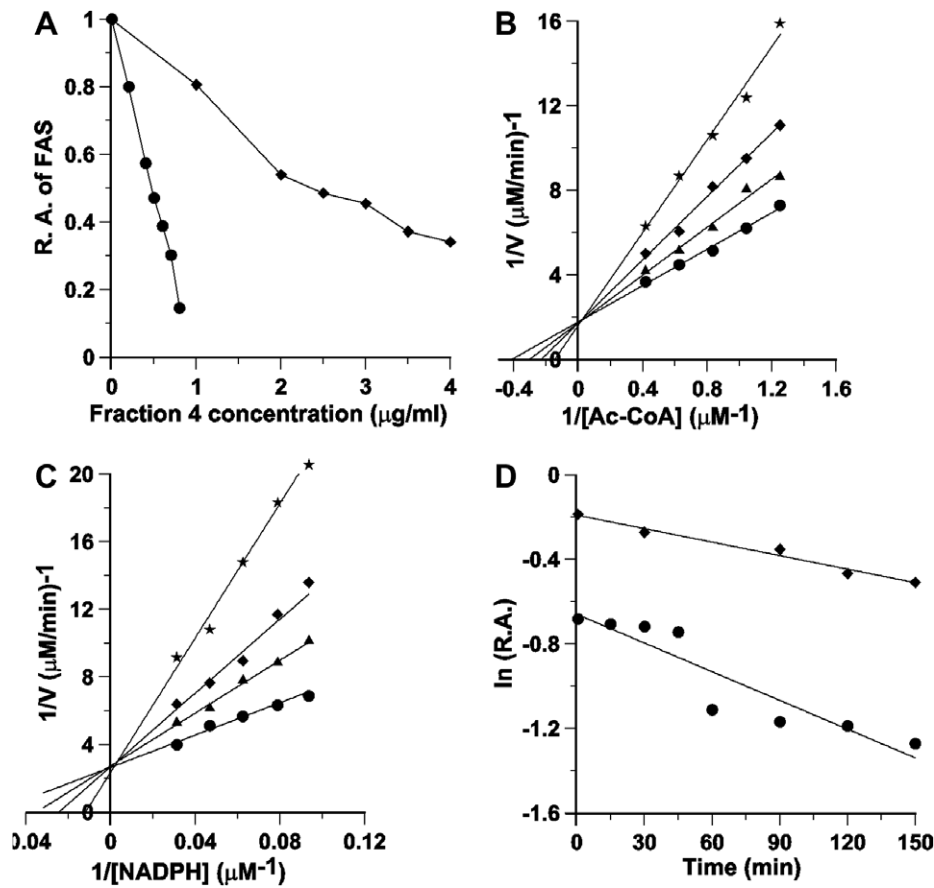 A
1
0.8
0.6
0.4
0.2
0
R. A. of FAS
0 1 2 3 4
Fraction 4 concentration (μg/ml)
B
16
12
8
4
0
1/V (μM/min)-1
-0.4 0 0.4 0.8 1.2 1.6
1/[Ac-CoA] (μM-1)
C
20
16
12
8
4
0
1/V (μM/min)-1
0.04 0 0.04 0.08 0.12
1/[NADPH] (μM-1)
D
0
-0.4
-0.8
-1.2
-1.6
ln (R.A.)
0 30 60 90 120 150
Time (min)